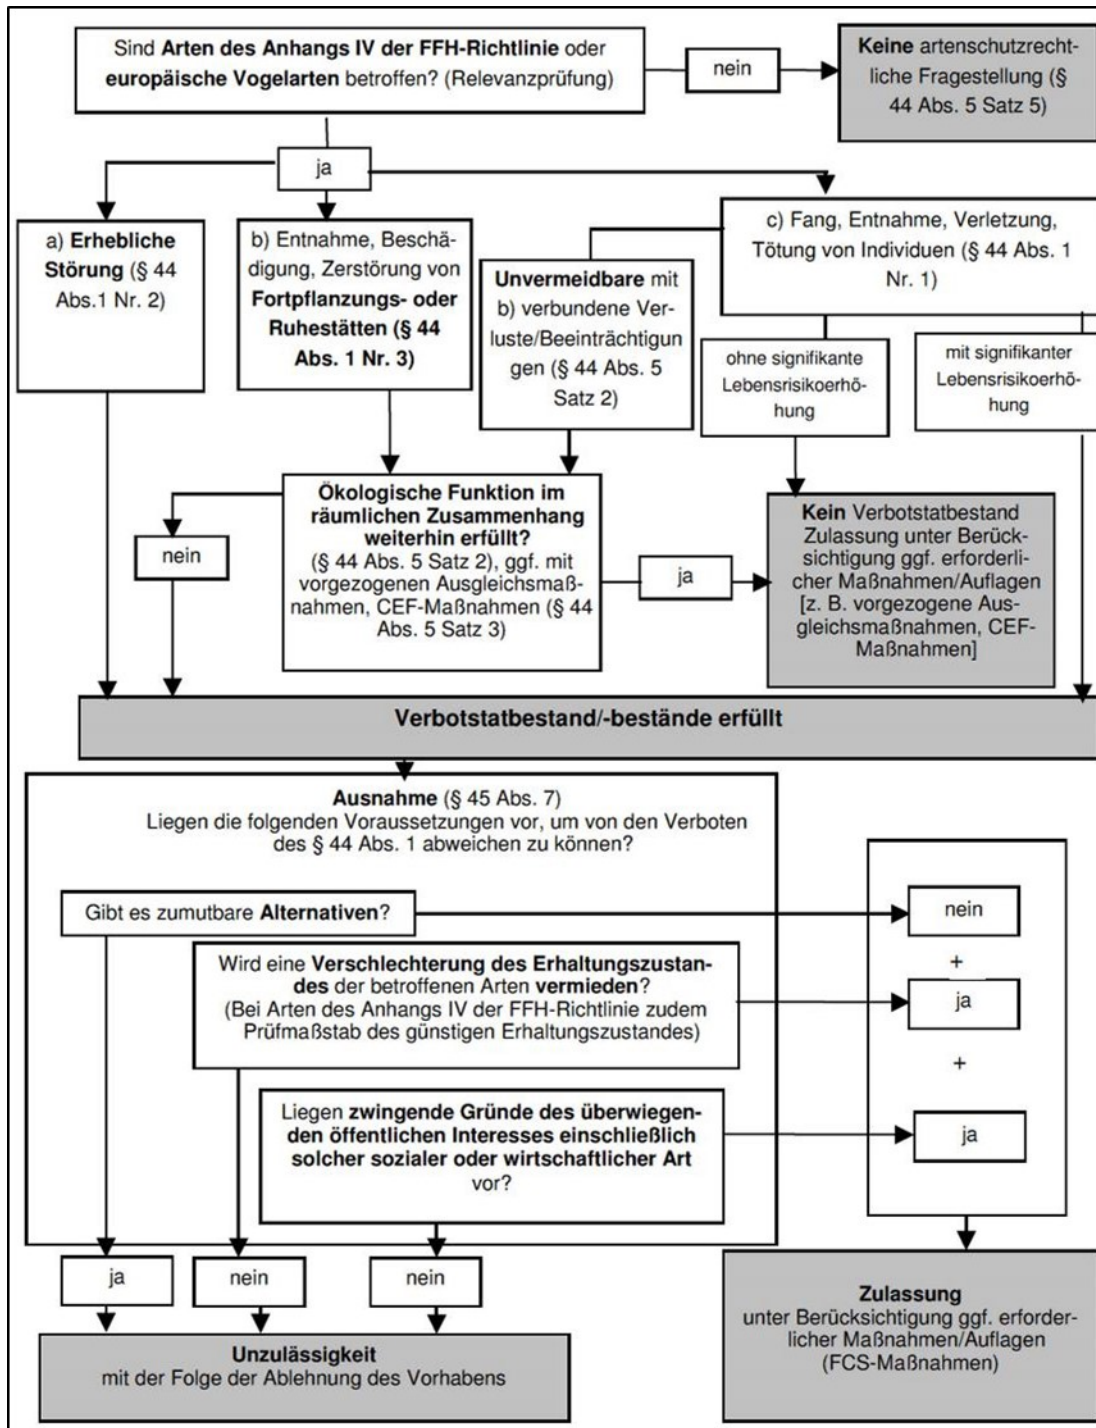 Sind Arten des Anhangs IV der FFH-Richtlinie oder
europäische Vogelarten betroffen? (Relevanzprüfung)
nein
Keine artenschutzrecht-
liche Fragestellung (§
44 Abs. 5 Satz 5)
ja
a) Erhebliche
Störung (§ 44
Abs.1 Nr. 2)
b) Entnahme, Beschä-
digung, Zerstörung von
Fortpflanzungs- oder
Ruhestätten (§ 44
Abs. 1 Nr. 3)
Unvermeidbare mit
b) verbundene Ver-
luste/Beeinträchtigun
gen (§ 44 Abs. 5
Satz 2)
c) Fang, Entnahme, Verletzung,
Tötung von Individuen (§ 44 Abs. 1
Nr. 1)
ohne signifikante
Lebensrisikoerhö-
hung
mit signifikanter
Lebensrisikoerhö-
hung
Ökologische Funktion im
räumlichen Zusammenhang
weiterhin erfüllt?
(§ 44 Abs. 5 Satz 2), ggf. mit
vorgezogenen Ausgleichsmaß-
nahmen, CEF-Maßnahmen (§ 44
Abs. 5 Satz 3)
nein
ja
Kein Verbotstatbestand
Zulassung unter Berück-
sichtigung ggf. erforder-
licher Maßnahmen/Auflagen
[z. B. vorgezogene Aus-
gleichsmaßnahmen, CEF-
Maßnahmen]
Verbotstatbestand/-bestände erfüllt
Ausnahme (§ 45 Abs. 7)
Liegen die folgenden Voraussetzungen vor, um von den Verboten
des § 44 Abs. 1 abweichen zu können?
Gibt es zumutbare Alternativen?
nein
+
Wird eine Verschlechterung des Erhaltungszustan-
des der betroffenen Arten vermieden?
(Bei Arten des Anhangs IV der FFH-Richtlinie zudem
Prüfmaßstab des günstigen Erhaltungszustandes)
ja
+
Liegen zwingende Gründe des überwiegen-
den öffentlichen Interesses einschließlich
solcher sozialer oder wirtschaftlicher Art
vor?
ja
ja
nein
nein
Unzulässigkeit
mit der Folge der Ablehnung des Vorhabens
Zulassung
unter Berücksichtigung ggf. erforder-
licher Maßnahmen/Auflagen
(FCS-Maßnahmen)